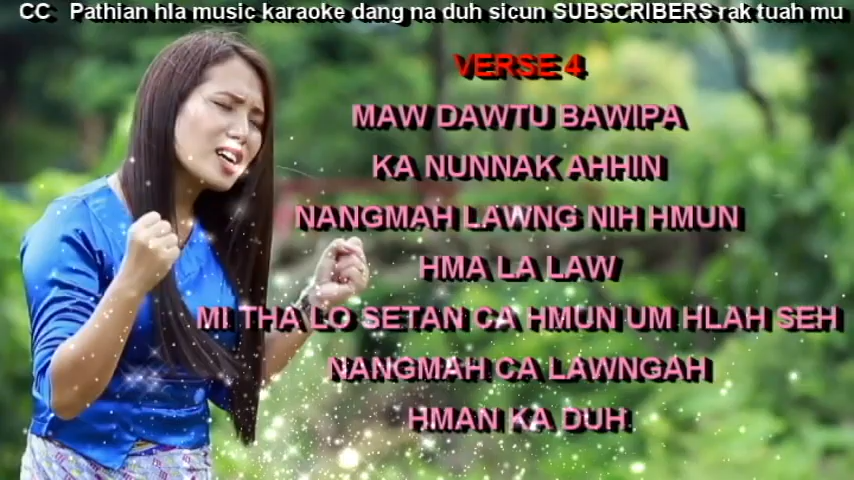 CC Pathian hla music karaoke dang na duh sicun SUBSCRIBERS rak tuah mu
VERSE 4
MAW DAWTU BAWIPA
KA NUNNAK AHHIN
NANGMAH LAWNG NIH HMUN
HMA LA LAW
MI THA LO SETAN CA HMUN UM HLAH SEH
NANGMAH CA LAWNGAH
HMAN KA DUH